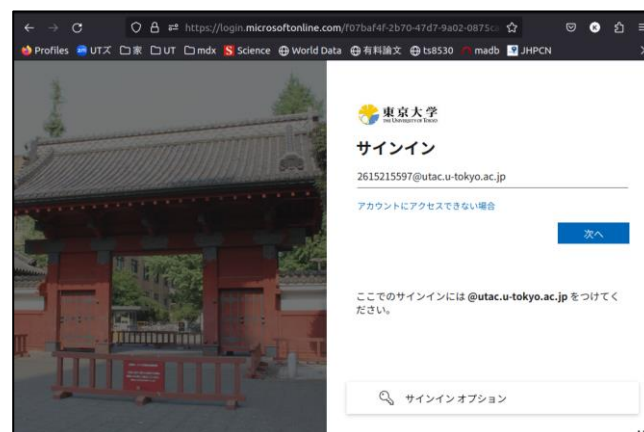 https://login.microsoftonline.com/f07baf4f-2b70-47d7-9a02-0875c
Profiles UTズ 家 UT mdx S Science World Data 有料論文 ts8530 madb JHPCN
東京大学
THE UNIVERSITY OF TOKYO
サインイン
2615215597@utac.u-tokyo.ac.jp
アカウントにアクセスできない場合
次へ
ここでのサインインには @utac.u-tokyo.ac.jp をつけてく
ださい。
サインイン オプション